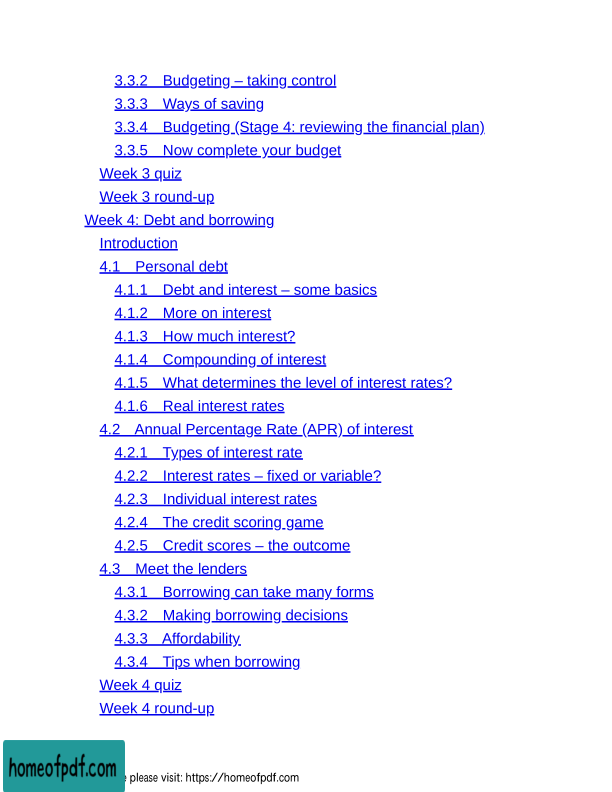 3.3.2 Budgeting – taking control
3.3.3 Ways of saving
3.3.4 Budgeting (Stage 4: reviewing the financial plan)
3.3.5 Now complete your budget
Week 3 quiz
Week 3 round-up
Week 4: Debt and borrowing
Introduction
4.1 Personal debt
4.1.1 Debt and interest – some basics
4.1.2 More on interest
4.1.3 How much interest?
4.1.4 Compounding of interest
4.1.5 What determines the level of interest rates?
4.1.6 Real interest rates
4.2 Annual Percentage Rate (APR) of interest
4.2.1 Types of interest rate
4.2.2 Interest rates – fixed or variable?
4.2.3 Individual interest rates
4.2.4 The credit scoring game
4.2.5 Credit scores – the outcome
4.3 Meet the lenders
4.3.1 Borrowing can take many forms
4.3.2 Making borrowing decisions
4.3.3 Affordability
4.3.4 Tips when borrowing
Week 4 quiz
Week 4 round-up
homeofpdf.com
please visit: https://homeofpdf.com